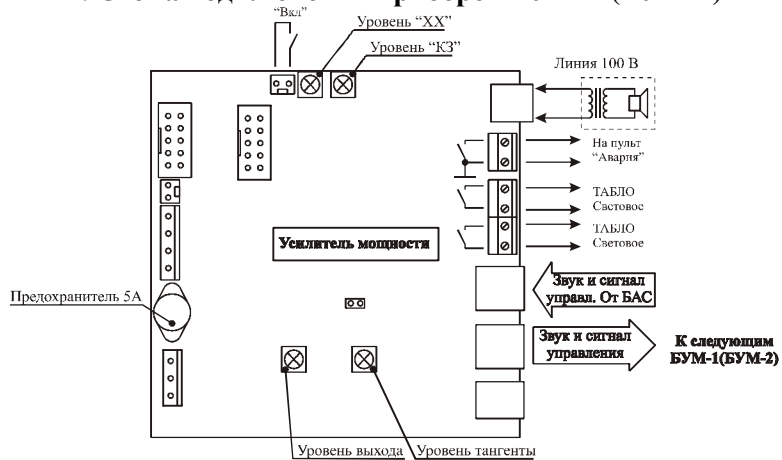 “Вкл”
Уровень “ХХ”
Уровень “КЗ”
Линия 100 В
На пульт
“Авария”
ТАБЛО
Световое
ТАБЛО
Световое
Усилитель мощности
Предохранитель 5А
Звук и сигнал
управл. От БАС
Звук и сигнал
управления
К следующим
БУМ-1(БУМ-2)
Уровень выхода
Уровень тангенты